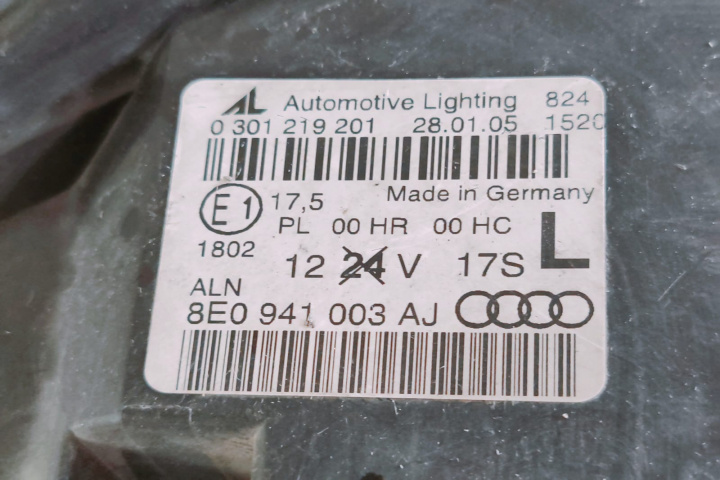 AL Automotive Lighting 824
0 301 219 201 28.01.05 1520
E1 17,5 Made in Germany
PL 00 HR 00 HC
1802
12 24 V 17S L
ALN
8E0 941 003 AJ